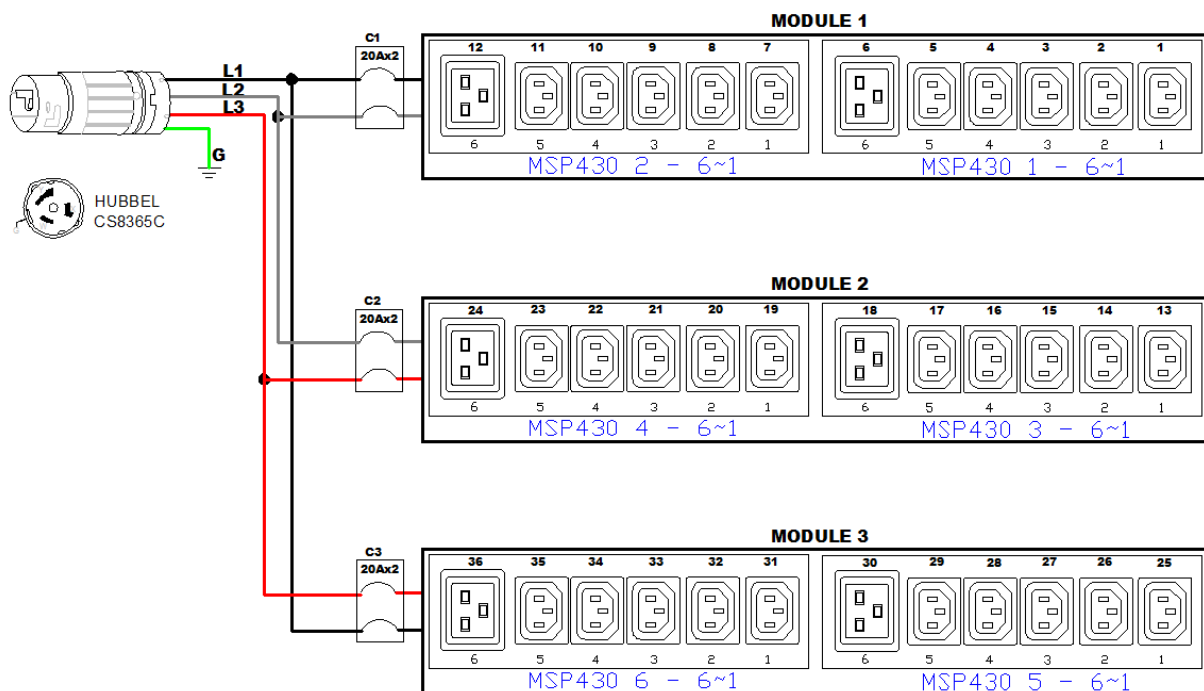 MODULE 1
C1
20Ax2
12 11 10 9 8 7 6 5 4 3 2 1
L1
L2
L3
G
6 5 4 3 2 1 6 5 4 3 2 1
MSP430 2 - 6~1 MSP430 1 - 6~1
HUBBEL
CS8365C
MODULE 2
C2
20Ax2
24 23 22 21 20 19 18 17 16 15 14 13
6 5 4 3 2 1 6 5 4 3 2 1
MSP430 4 - 6~1 MSP430 3 - 6~1
MODULE 3
C3
20Ax2
36 35 34 33 32 31 30 29 28 27 26 25
6 5 4 3 2 1 6 5 4 3 2 1
MSP430 6 - 6~1 MSP430 5 - 6~1